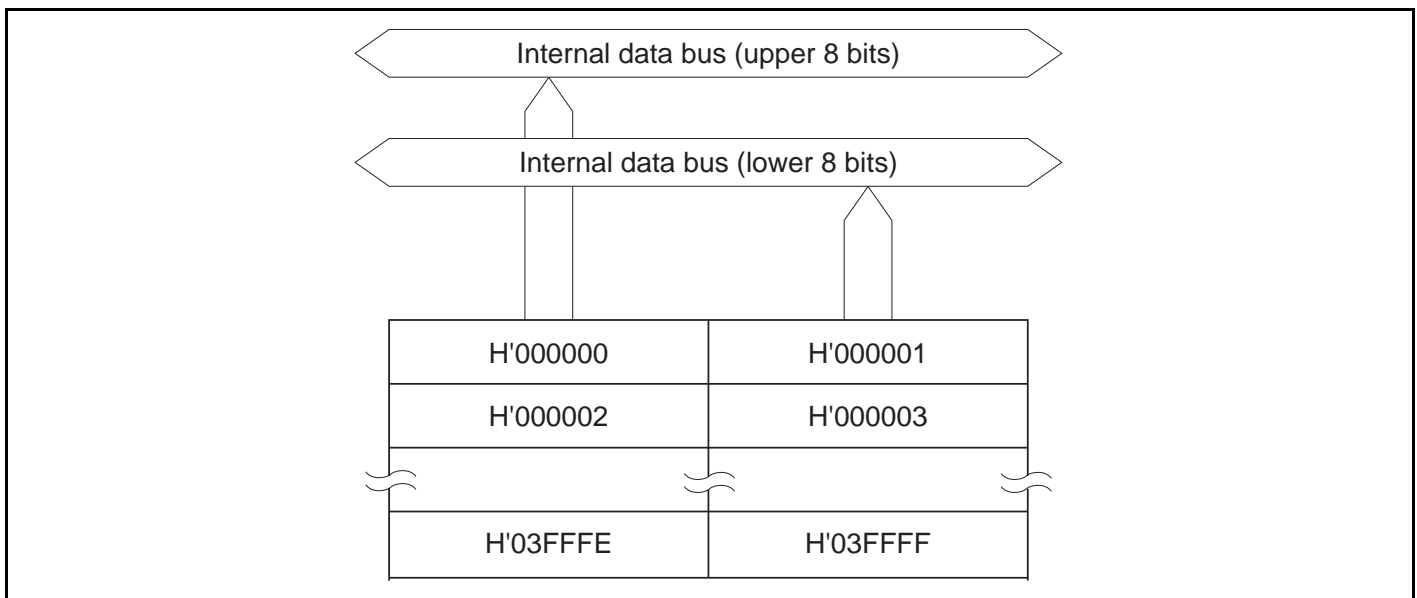 Internal data bus (upper 8 bits)
Internal data bus (lower 8 bits)
H'000000 H'000001
H'000002 H'000003
H'03FFFE H'03FFFF